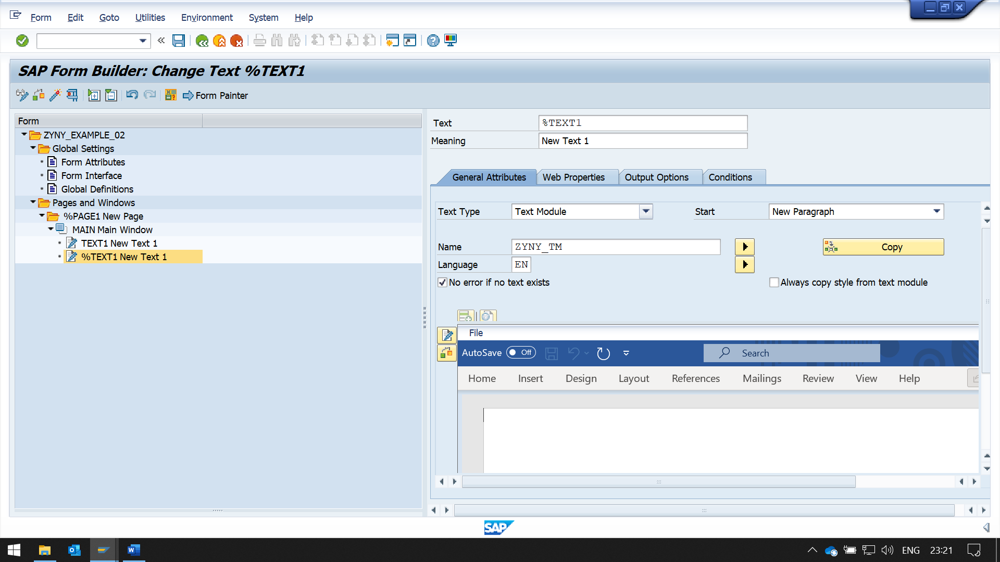 Form Edit Goto Utilities Environment System Help
SAP Form Builder: Change Text %TEXT1
Form Painter
Form
ZYNY_EXAMPLE_02
Global Settings
Form Attributes
Form Interface
Global Definitions
Pages and Windows
%PAGE1 New Page
MAIN Main Window
TEXT1 New Text 1
%TEXT1 New Text 1
Text %TEXT1
Meaning New Text 1
General Attributes Web Properties Output Options Conditions
Text Type Text Module Start New Paragraph
Name ZYNY_TM Copy
Language EN
No error if no text exists Always copy style from text module
File
AutoSave Off Search
Home Insert Design Layout References Mailings Review View Help
SAP
ENG 23:21